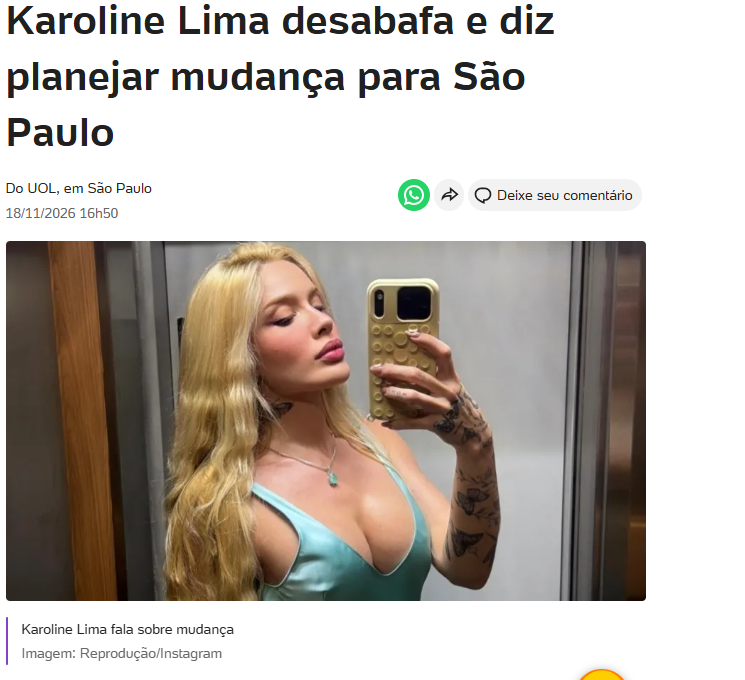 Karoline Lima desabafa e diz
planejar mudança para São
Paulo
Do UOL, em São Paulo
18/11/2026 16h50
Deixe seu comentário
Karoline Lima fala sobre mudança
Imagem: Reprodução/Instagram